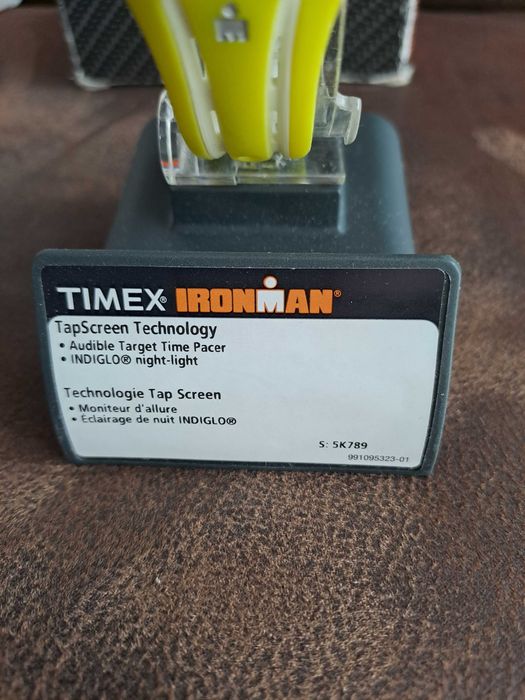 TIMEX® IRONMAN®
TapScreen Technology
• Audible Target Time Pacer
• INDIGLO® night-light
Technologie Tap Screen
• Moniteur d'allure
• Eclairage de nuit INDIGLO®
S: 5K789
991095323-01